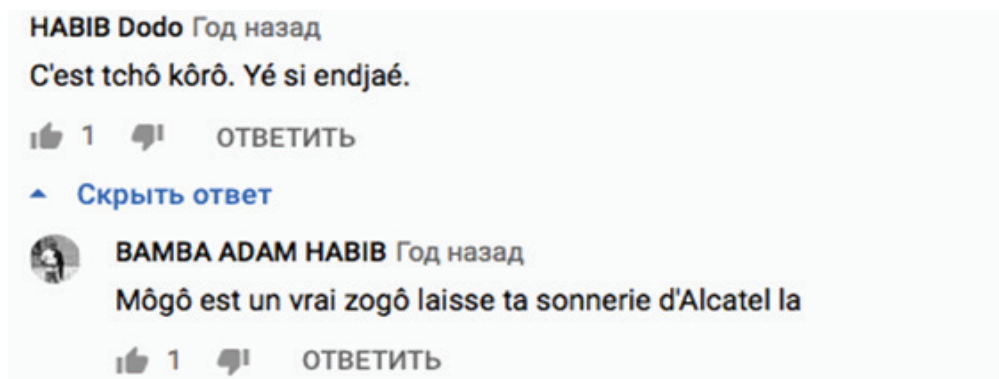 HABIB Dodo Год назад
C'est tchô kôrô. Yé si endjaé.
1 ОТВЕТИТЬ
Скрыть ответ
BAMBA ADAM HABIB Год назад
Môgô est un vrai zogô laisse ta sonnerie d'Alcatel la
1 ОТВЕТИТЬ